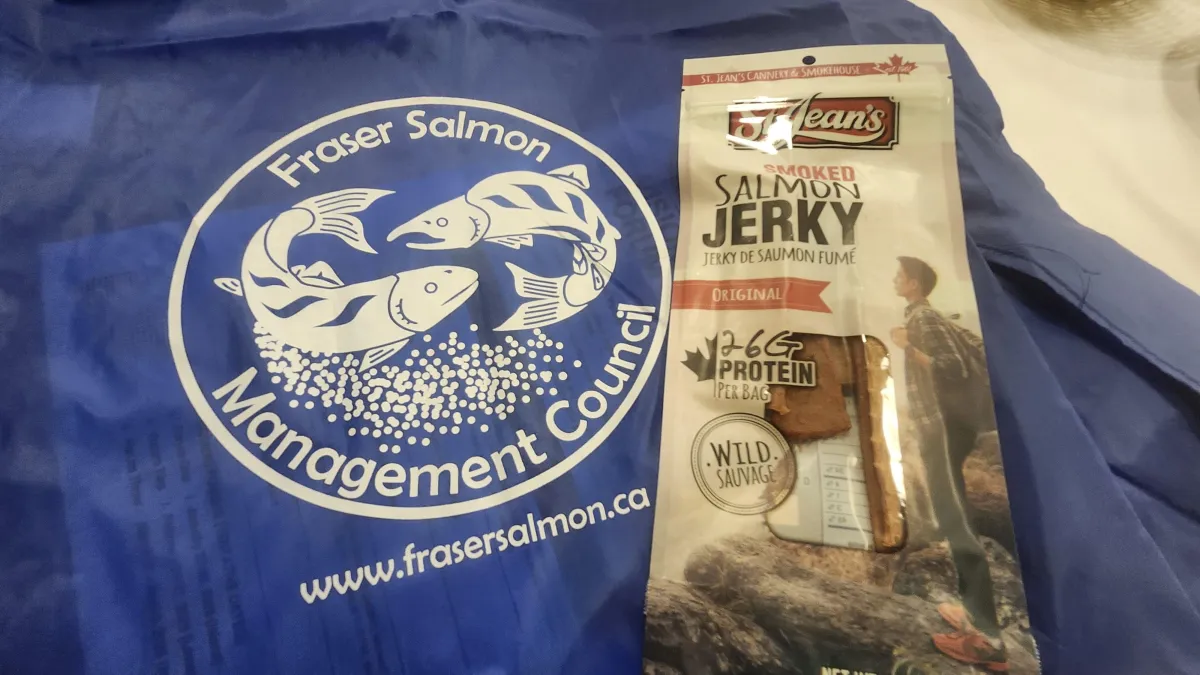 Fraser Salmon
Management Council
www.frasersalmon.ca
ST. JEAN'S CANNERY & SMOKEHOUSE
St. Jean's
SMOKED
SALMON
JERKY
JERKY DE SAUMON FUMÉ
ORIGINAL
26G
PROTEIN
PER BAG
WILD
SAUVAGE